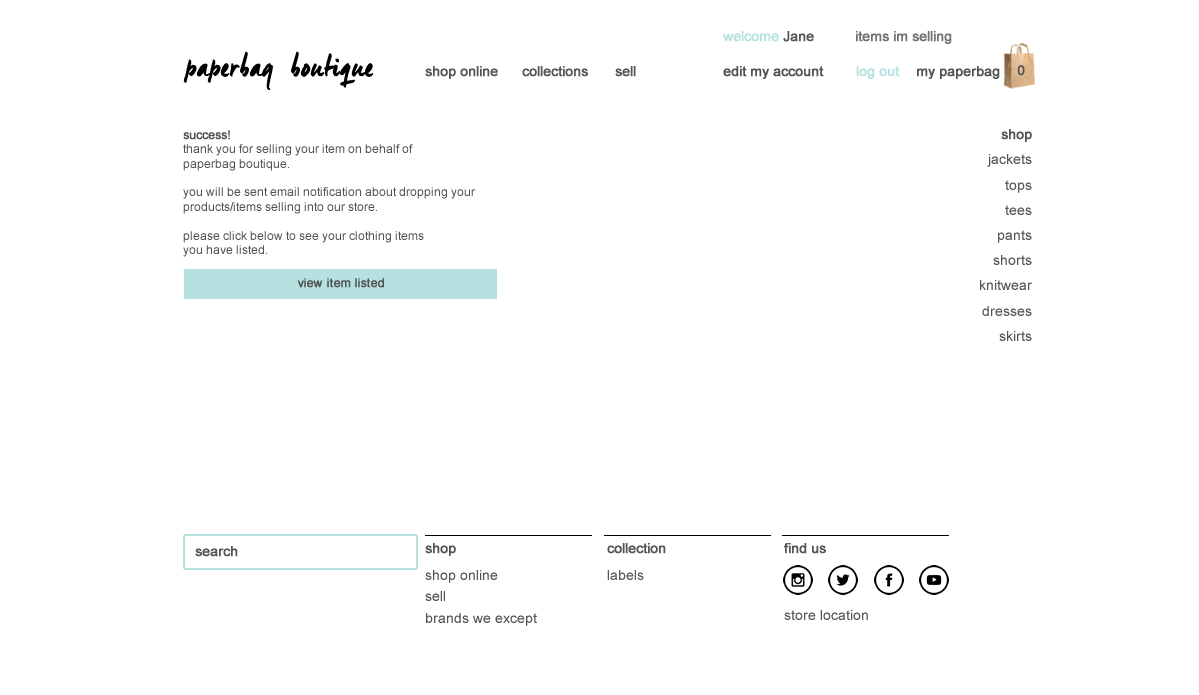 welcome Jane
items im selling
paperbag boutique
shop online
collections
sell
edit my account
log out
my paperbag
0
success!
thank you for selling your item on behalf of
paperbag boutique.
you will be sent email notification about dropping your
products/items selling into our store.
please click below to see your clothing items
you have listed.
view item listed
shop
jackets
tops
tees
pants
shorts
knitwear
dresses
skirts
search
shop
shop online
sell
brands we except
collection
labels
find us
store location